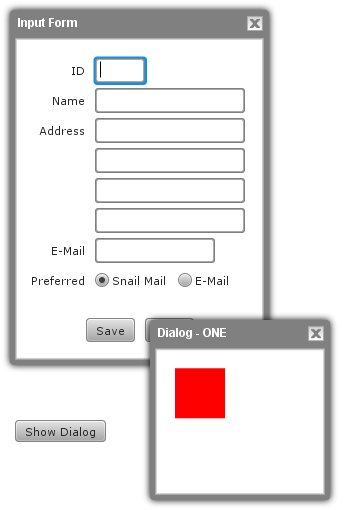 Input Form
ID
Name
Address
E-Mail
Preferred Snail Mail E-Mail
Save
Dialog - ONE
Show Dialog